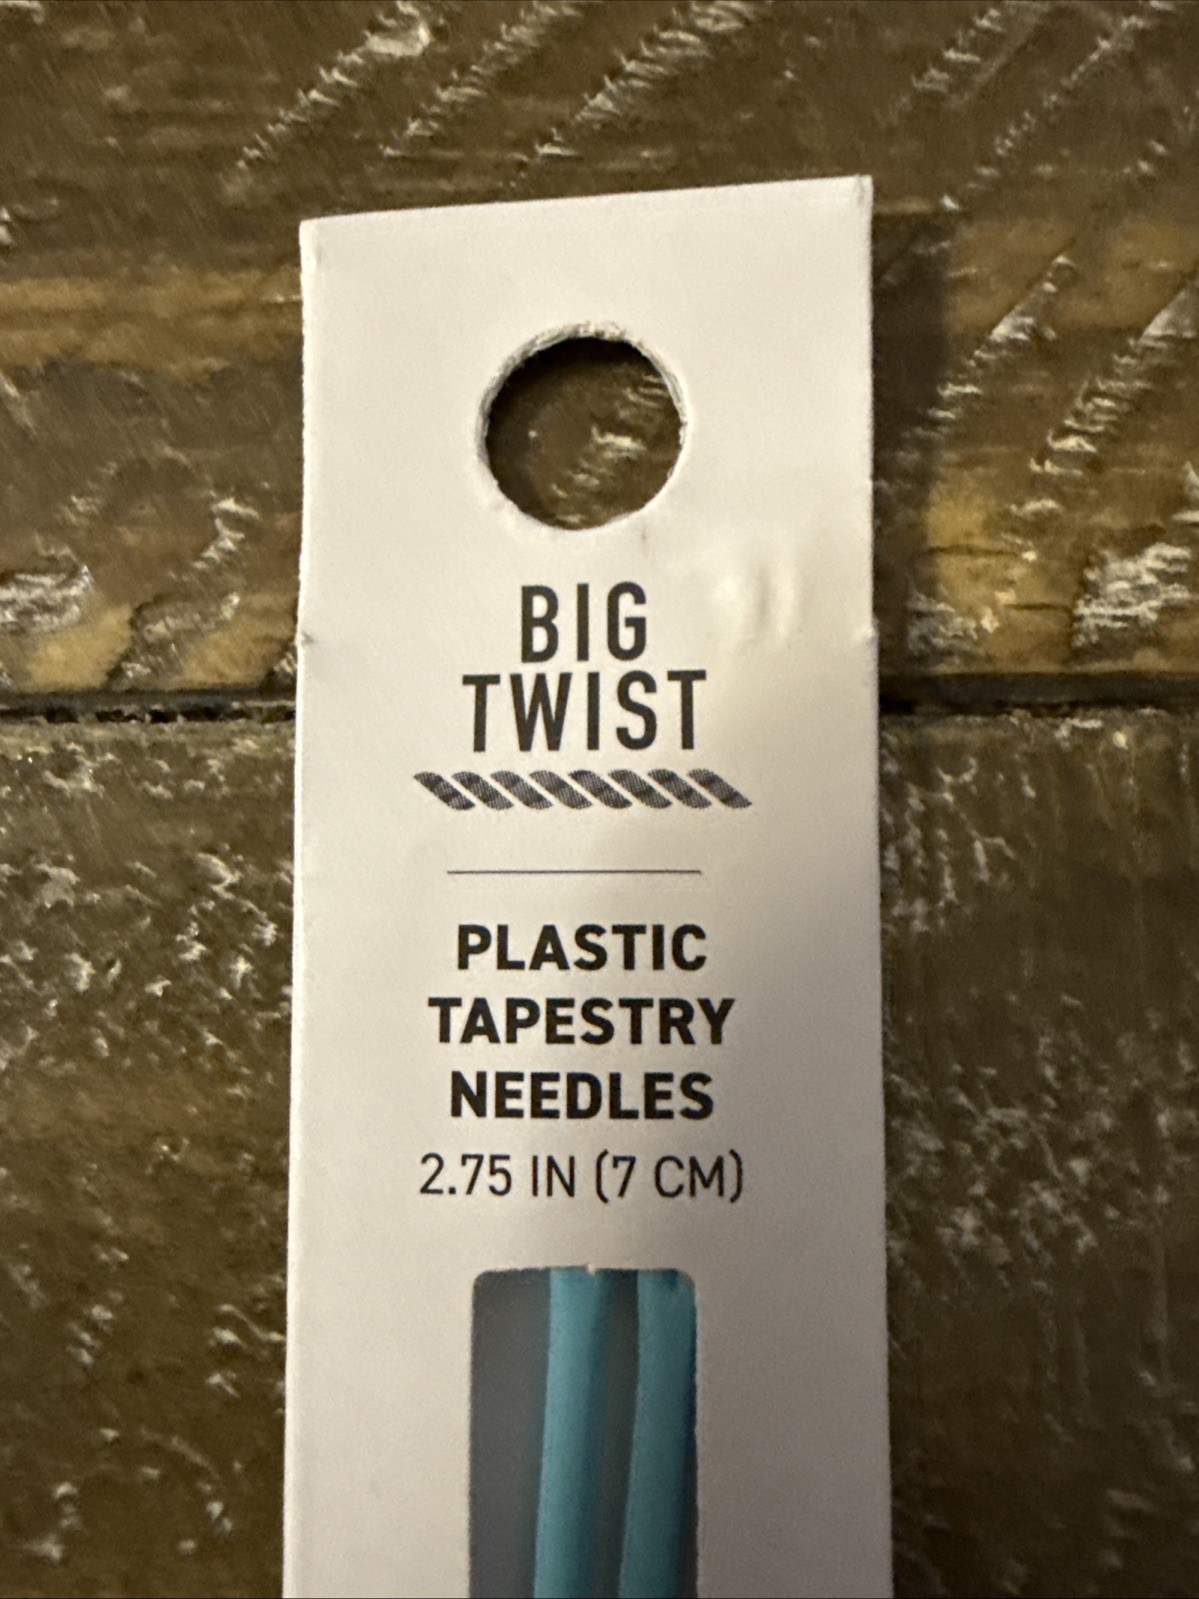 BIG
TWIST
PLASTIC
TAPESTRY
NEEDLES
2.75 IN (7 CM)